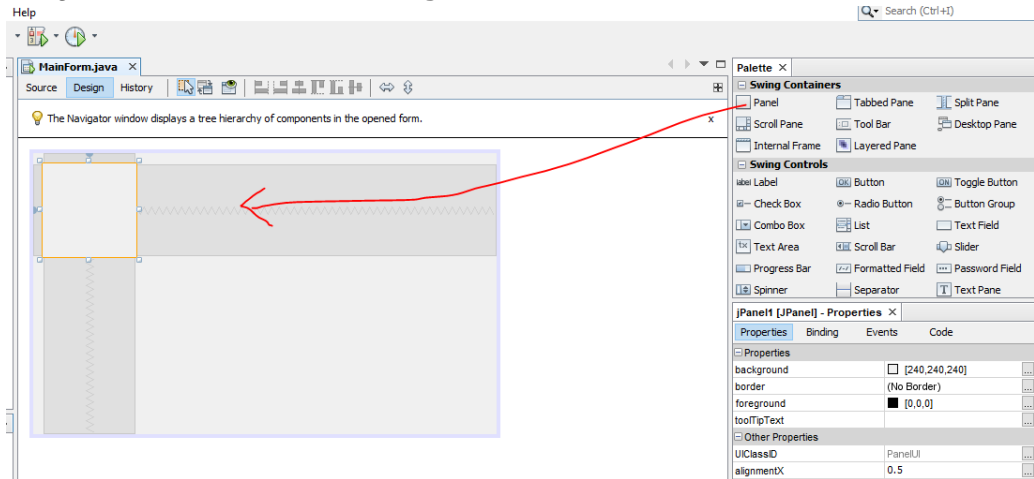 Help
Search (Ctrl+I)
MainForm.java
Source Design History
The Navigator window displays a tree hierarchy of components in the opened form.
x
Palette
Swing Containers
Panel Tabbed Pane Split Pane
Scroll Pane Tool Bar Desktop Pane
Internal Frame Layered Pane
Swing Controls
label Label OK Button ON Toggle Button
Check Box Radio Button Button Group
Combo Box List Text Field
Text Area Scroll Bar Slider
Progress Bar Formatted Field Password Field
Spinner Separator T Text Pane
jPanel1 [JPanel] - Properties
Properties Binding Events Code
Properties
background [240,240,240] ...
border (No Border) ...
foreground [0,0,0] ...
toolTipText ...
Other Properties
UIClassID PanelUI ...
alignmentX 0.5 ...